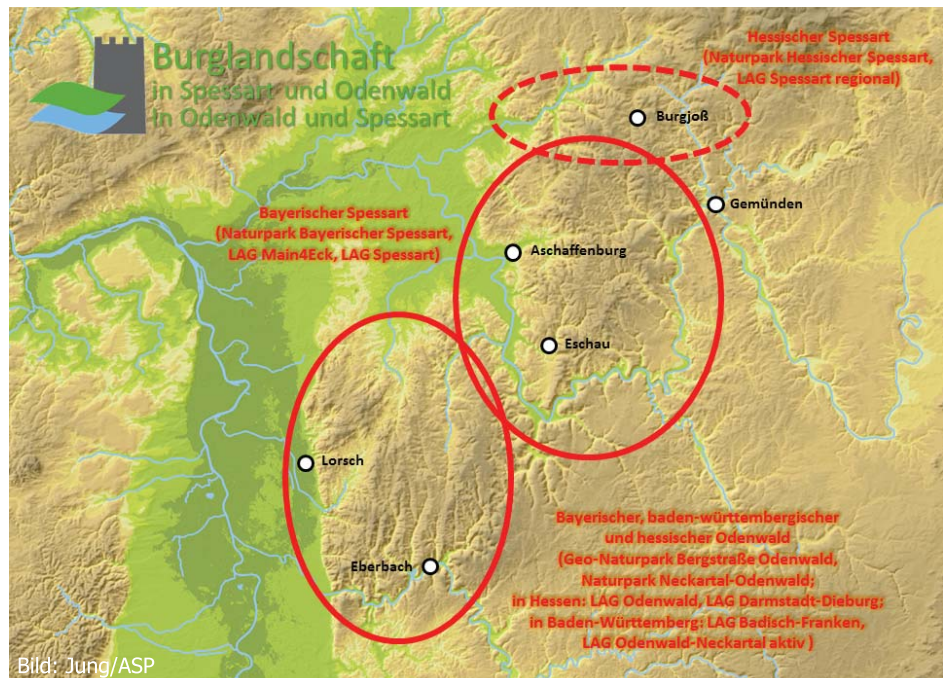 Burglandschaft
in Spessart und Odenwald
in Odenwald und Spessart
Hessischer Spessart
(Naturpark Hessischer Spessart,
LAG Spessart regional)
Burgjoß
Gemünden
Bayerischer Spessart
(Naturpark Bayerischer Spessart,
LAG Main4Eck, LAG Spessart)
Aschaffenburg
Eschau
Lorsch
Eberbach
Bayerischer, baden-württembergischer
und hessischer Odenwald
(Geo-Naturpark Bergstraße Odenwald,
Naturpark Neckartal-Odenwald;
in Hessen: LAG Odenwald, LAG Darmstadt-Dieburg;
in Baden-Württemberg: LAG Badisch-Franken,
LAG Odenwald-Neckartal aktiv )
Bild: Jung/ASP